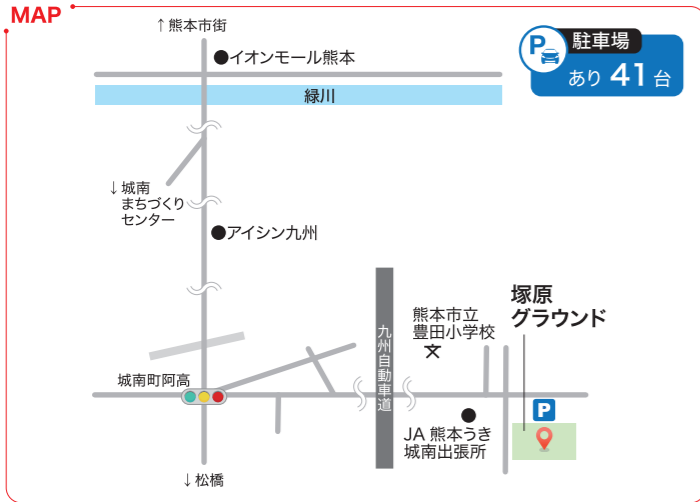 MAP
↑熊本市街
●イオンモール熊本
P
駐車場
あり 41 台
緑川
↓城南
まちづくり
センター
●アイシン九州
塚原
グラウンド
熊本市立
豊田小学校
文
九州自動車道
城南町阿高
P
JA 熊本うき
城南出張所
↓松橋